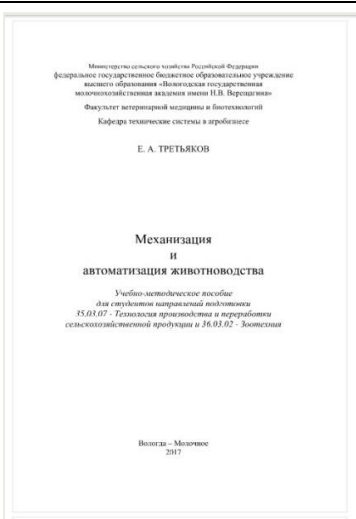 Министерство сельского хозяйства Российской Федерации
федеральное государственное бюджетное образовательное учреждение
высшего образования «Вологодская государственная
молочнохозяйственная академия имени Н.В. Верещагина»
Факультет ветеринарной медицины и биотехнологий
Кафедра технические системы в агробизнесе
Е. А. ТРЕТЬЯКОВ
Механизация
и
автоматизация животноводства
Учебно-методическое пособие
для студентов направлений подготовки
35.03.07 - Технология производства и переработки
сельскохозяйственной продукции и 36.03.02 - Зоотехния
Вологда – Молочное
2017